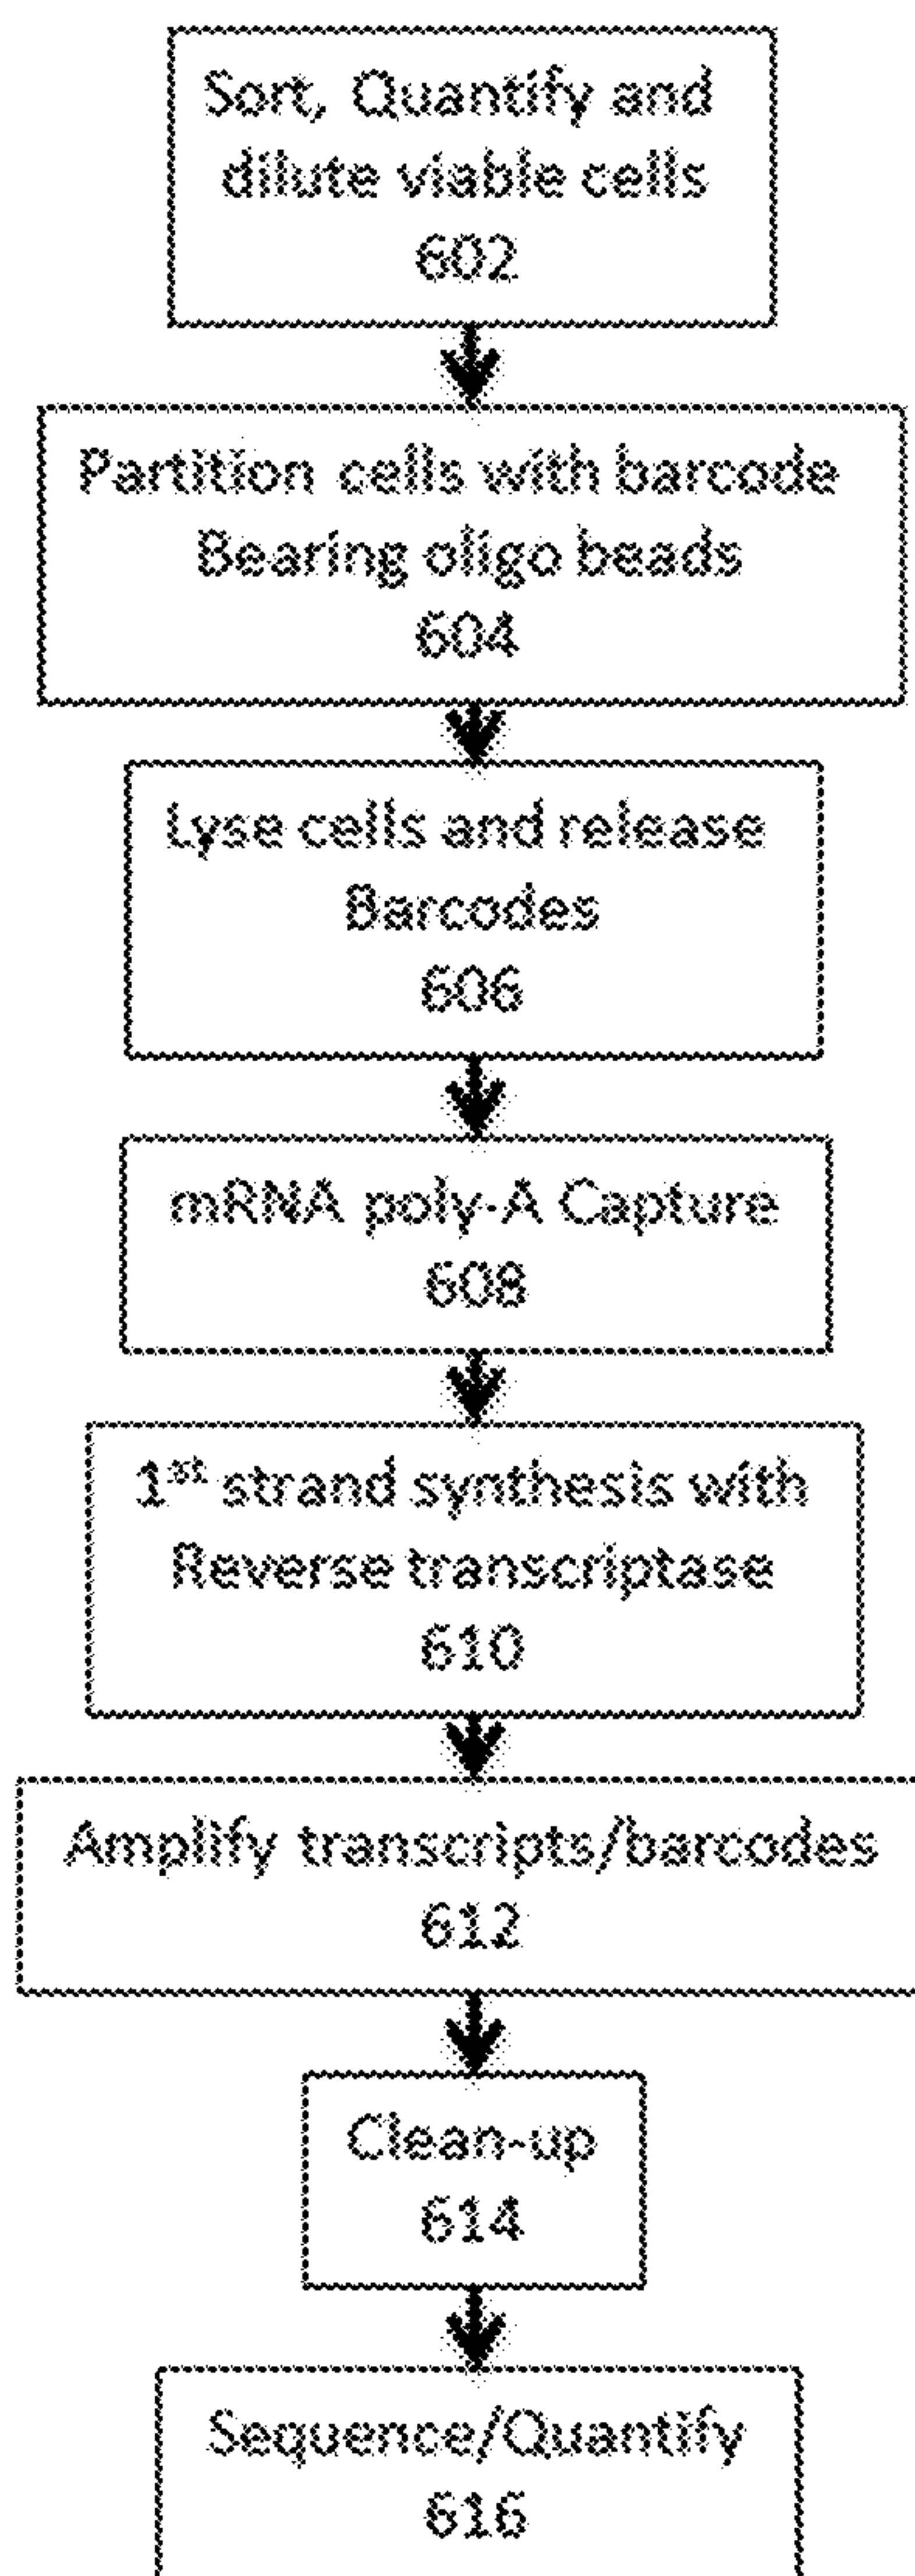 Sort, Quantify and
dilute viable cells
602
Partition cells with barcode
Bearing oligo beads
604
Lyse cells and release
Barcodes
606
mRNA poly-A Capture
608
1st strand synthesis with
Reverse transcriptase
610
Amplify transcripts/barcodes
612
Clean-up
614
Sequence/Quantify
616